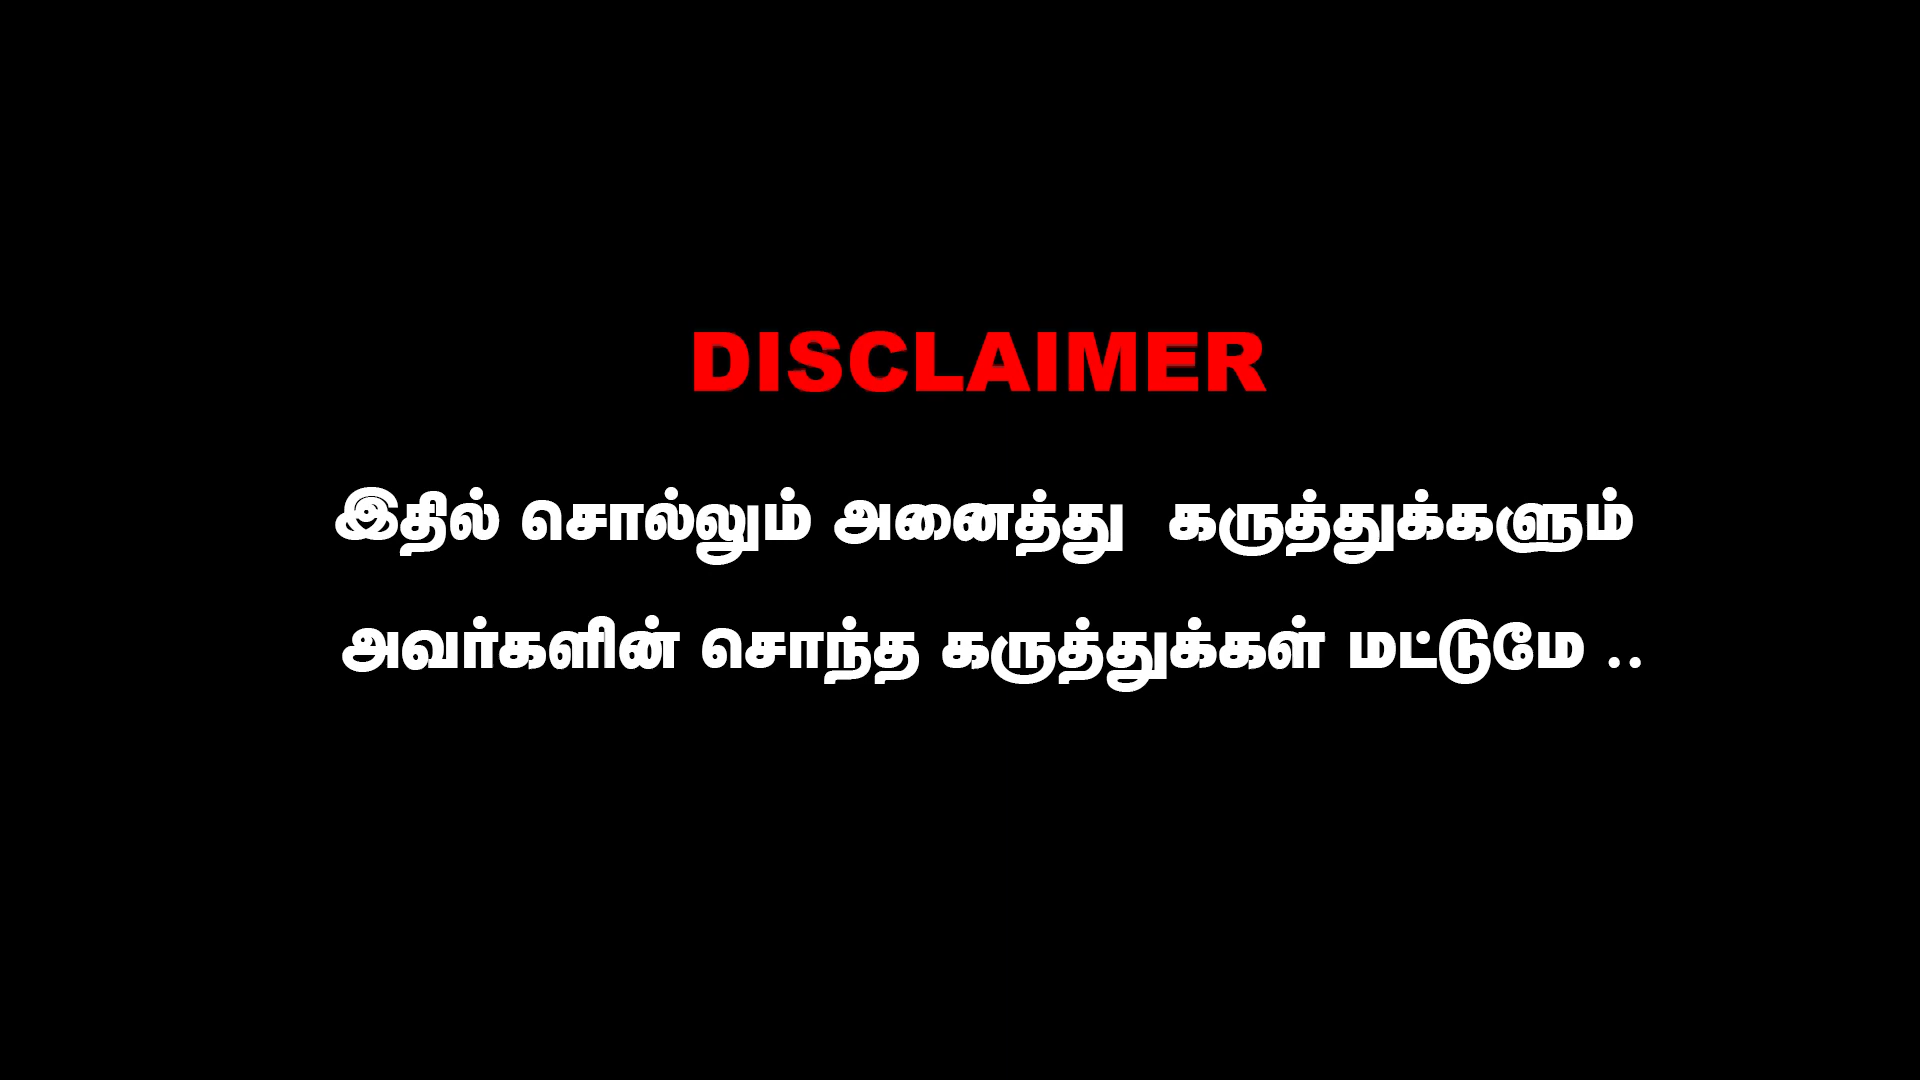 DISCLAIMER
இதில் சொல்லும் அனைத்து கருத்துக்களும்
அவர்களின் சொந்த கருத்துக்கள் மட்டுமே ..